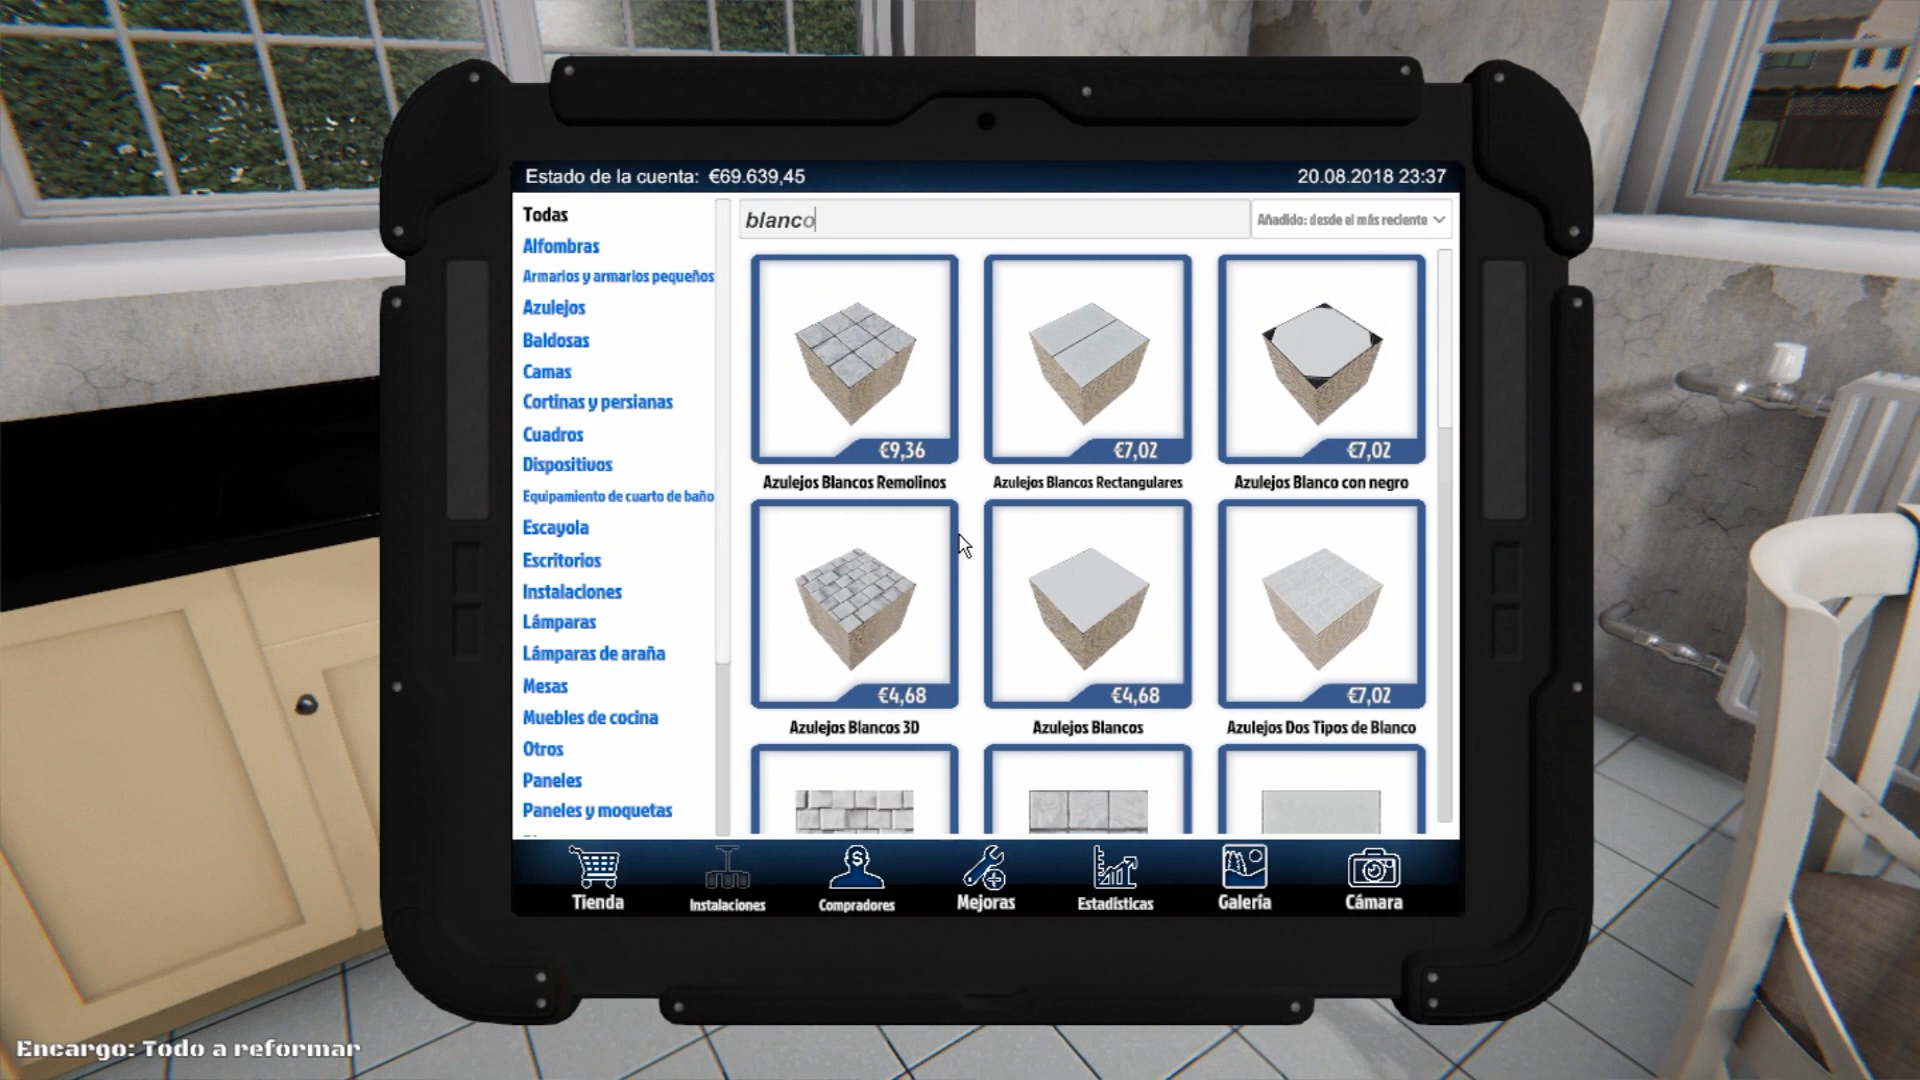 Estado de la cuenta: €69.639,45
20.08.2018 23:37
Todas
Alfombras
Armarios y armarios pequeños
Azulejos
Baldosas
Camas
Cortinas y persianas
Cuadros
Dispositivos
Equipamiento de cuarto de baño
Escayola
Escritorios
Instalaciones
Lámparas
Lámparas de araña
Mesas
Muebles de cocina
Otros
Paneles
Paneles y moquetas
blanco
Añadido: desde el más reciente
€9,36
€7,02
€7,02
Azulejos Blancos Remolinos
Azulejos Blancos Rectangulares
Azulejos Blanco con negro
€4,68
€4,68
€7,02
Azulejos Blancos 3D
Azulejos Blancos
Azulejos Dos Tipos de Blanco
Tienda
Instalaciones
Compradores
Mejoras
Estadísticas
Galería
Cámara
Encargo: Todo a reformar